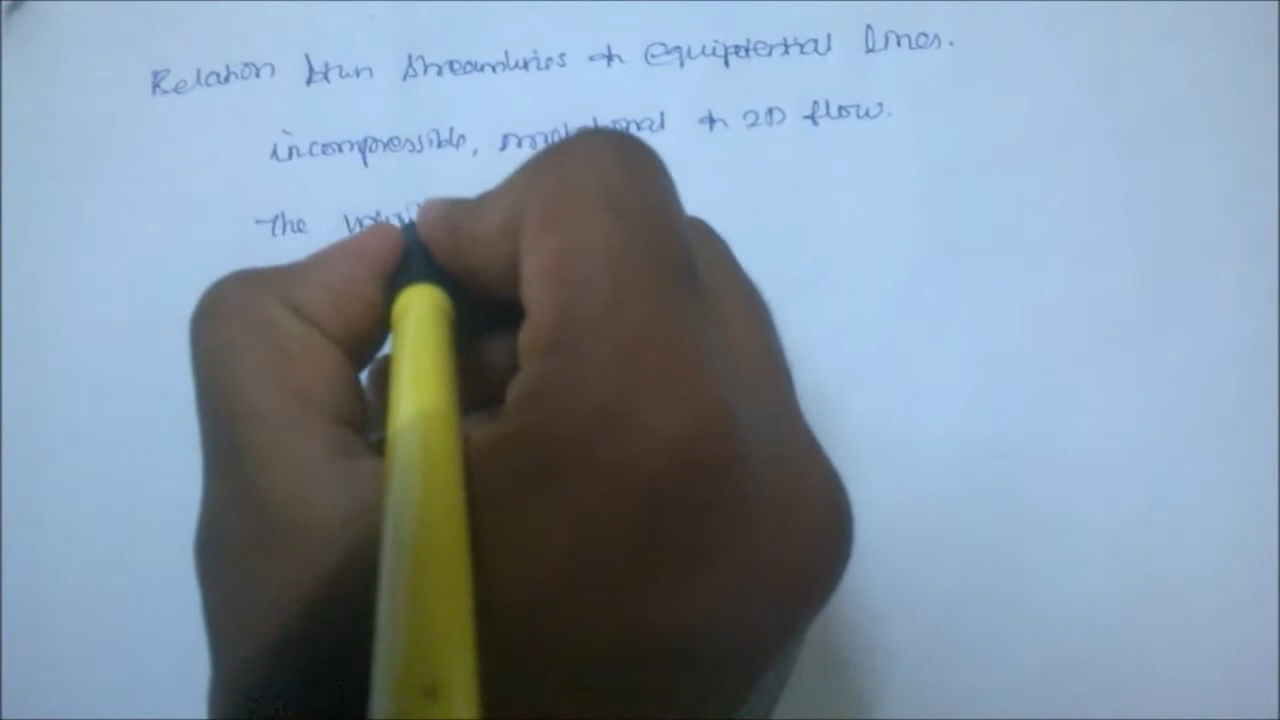 Relation btwn streamlines & equipotential lines.
incompressible, & 2D flow.
The